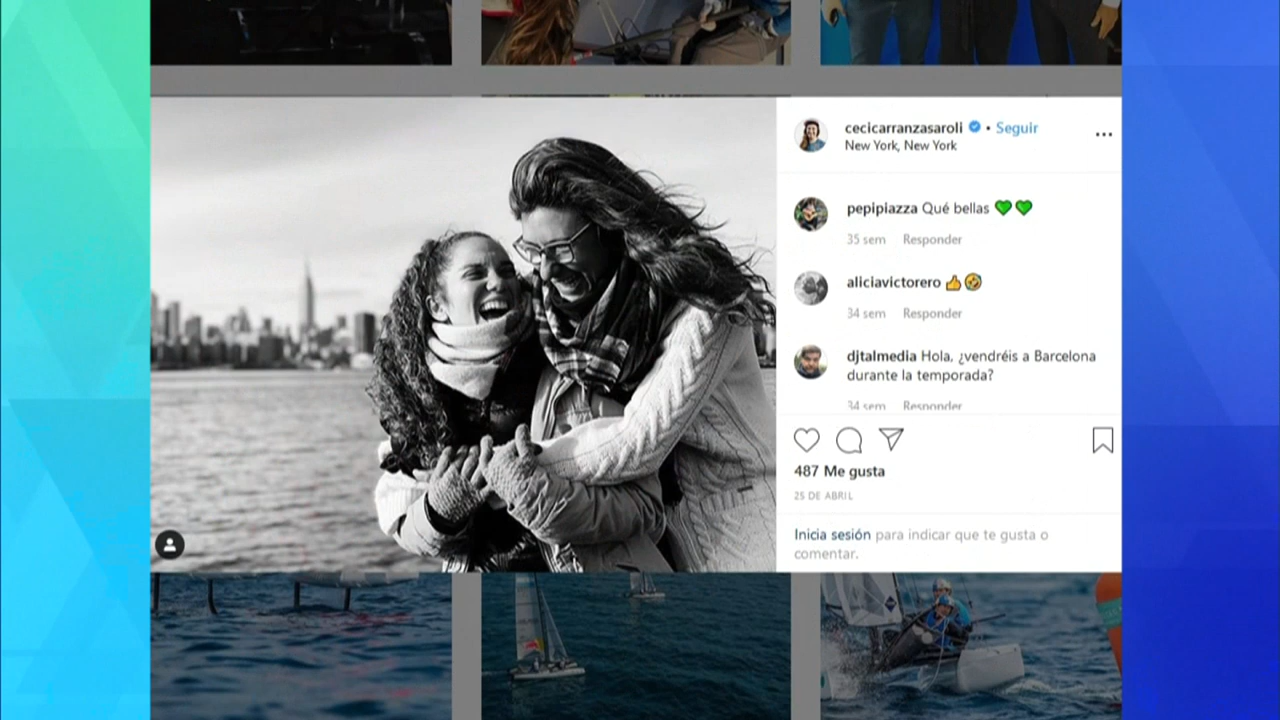 cecicarranzasaroli • Seguir
New York, New York
pepipiazza Qué bellas 💚💚
35 sem Responder
aliciavictorero 👍🤣
34 sem Responder
djtalmedia Hola, ¿vendréis a Barcelona
durante la temporada?
34 sem Responder
487 Me gusta
25 DE ABRIL
Inicia sesión para indicar que te gusta o
comentar.